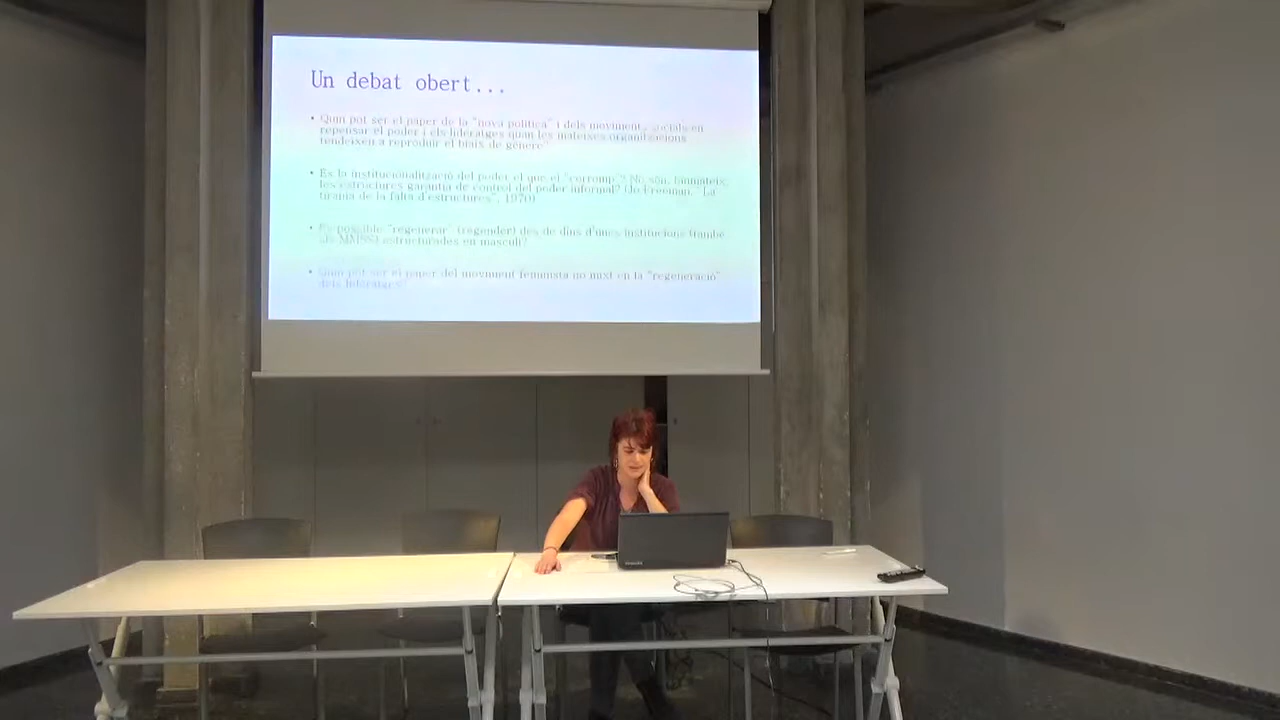 Un debat obert...
• Quin pot ser el paper de la "nova política" i dels moviments socials en
repensar el poder i els lideratges quan les mateixes organitzacions
tendeixen a reproduir el biaix de gènere?
• És la institucionalització del poder el que el "corromp"? No són, tanmateix,
les estructures garantia de control del poder informal? (Jo Freeman, "La
tirania de la falta d'estructures", 1970)
• És possible "regenerar" (regender) des de dins d'unes institucions (també
els MMSS) estructurades en masculí?
• Quin pot ser el paper del moviment feminista no mixt en la "regeneració"
dels lideratges?